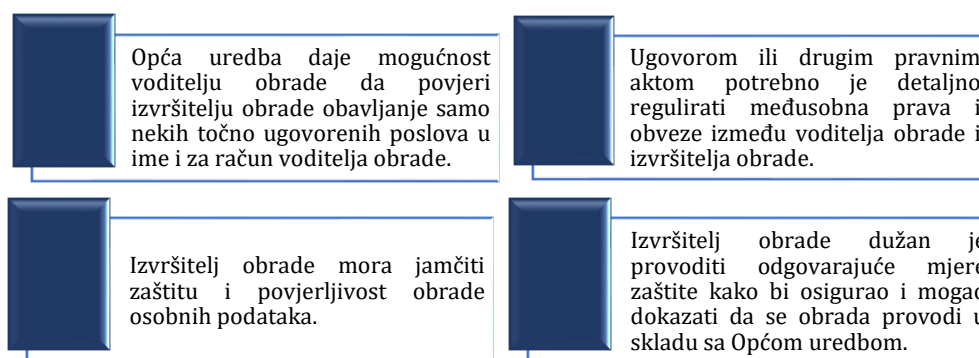 Opća uredba daje mogućnost
voditelju obrade da povjeri
izvršitelju obrade obavljanje samo
nekih točno ugovorenih poslova u
ime i za račun voditelja obrade.
Ugovorom ili drugim pravnim
aktom potrebno je detaljno
regulirati međusobna prava i
obveze između voditelja obrade i
izvršitelja obrade.
Izvršitelj obrade mora jamčiti
zaštitu i povjerljivost obrade
osobnih podataka.
Izvršitelj obrade dužan je
provoditi odgovarajuće mjere
zaštite kako bi osigurao i mogao
dokazati da se obrada provodi u
skladu sa Općom uredbom.